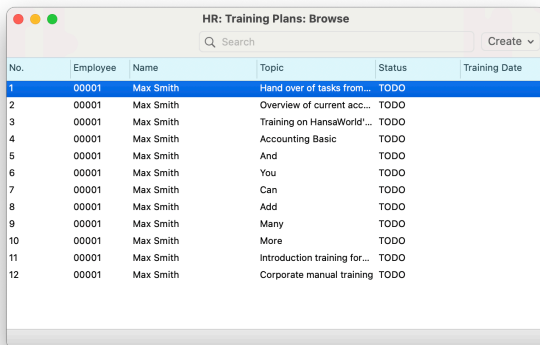 HR: Training Plans: Browse
Search
Create
No. Employee Name Topic Status Training Date
1 00001 Max Smith Hand over of tasks from... TODO
2 00001 Max Smith Overview of current acc... TODO
3 00001 Max Smith Training on HansaWorld'... TODO
4 00001 Max Smith Accounting Basic TODO
5 00001 Max Smith And TODO
6 00001 Max Smith You TODO
7 00001 Max Smith Can TODO
8 00001 Max Smith Add TODO
9 00001 Max Smith Many TODO
10 00001 Max Smith More TODO
11 00001 Max Smith Introduction training for... TODO
12 00001 Max Smith Corporate manual training TODO